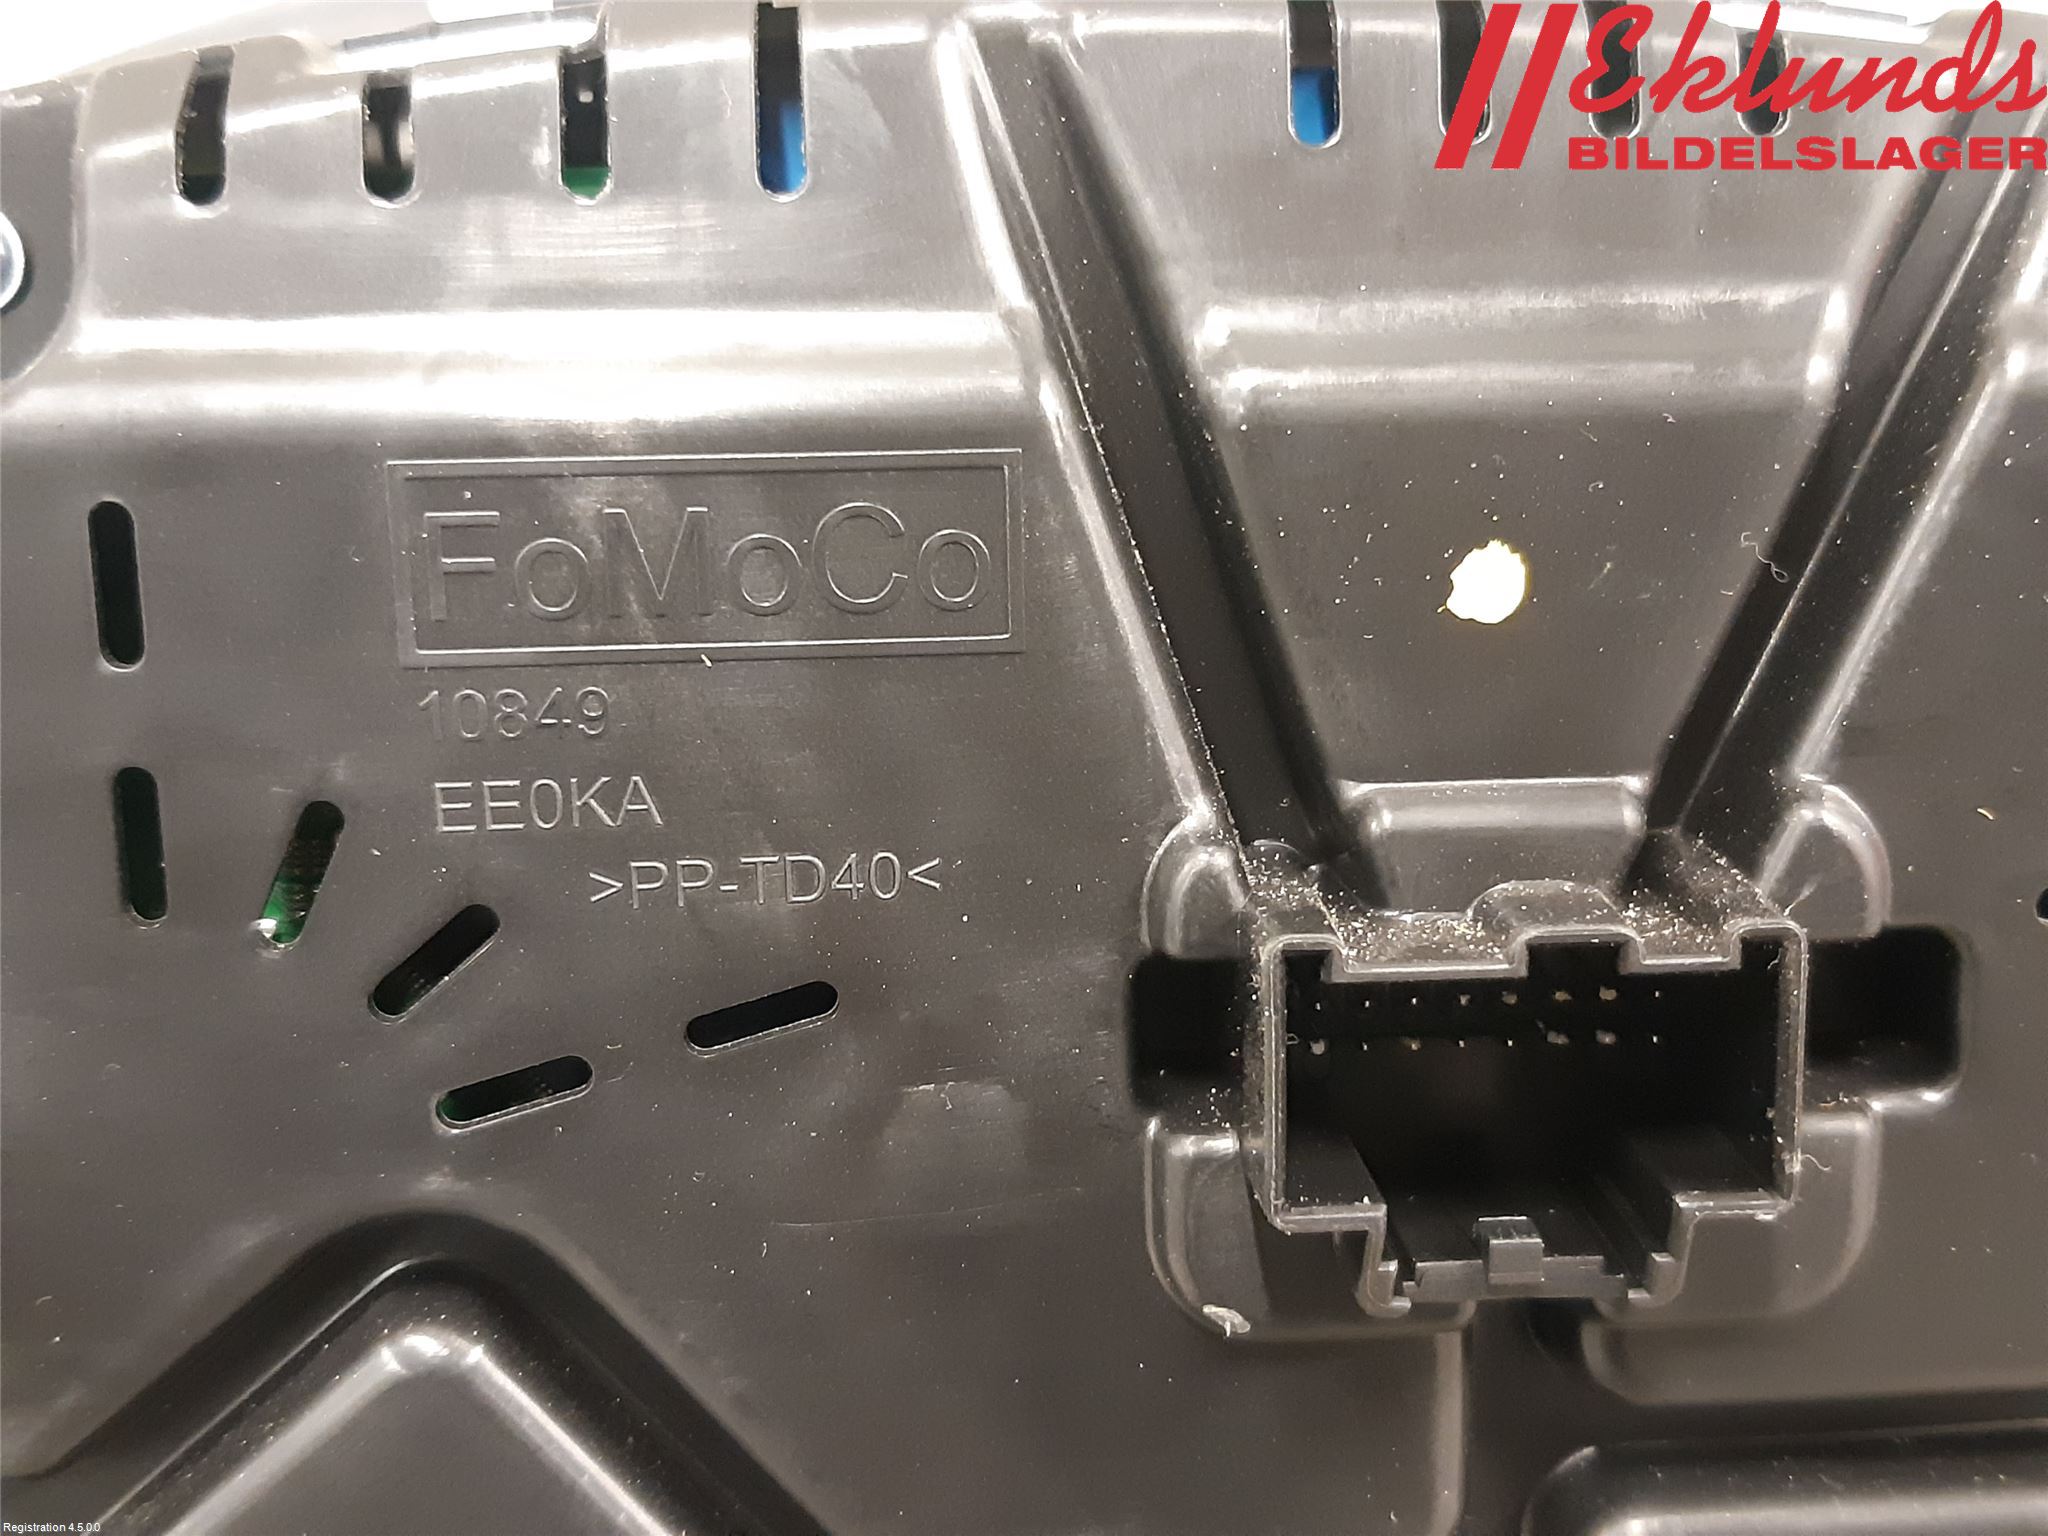 Eklunds
BILDELSLAGER
FoMoCo
10849
EE0KA
>PP-TD40<
Registration 4.5.0.0